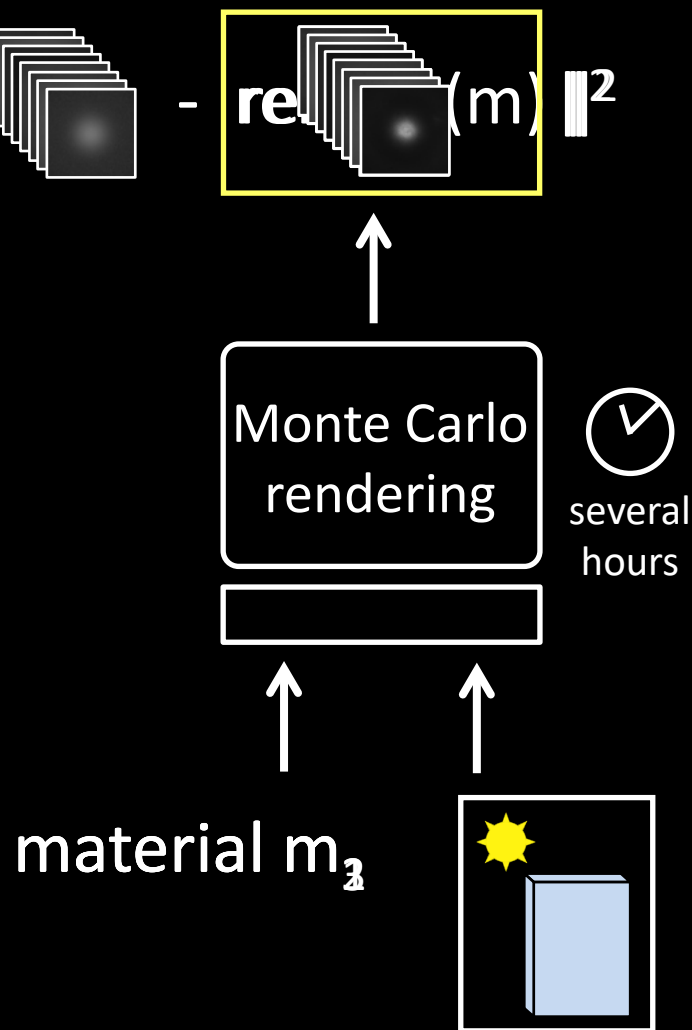 - re (m) ‖²
Monte Carlo
rendering
several
hours
material m